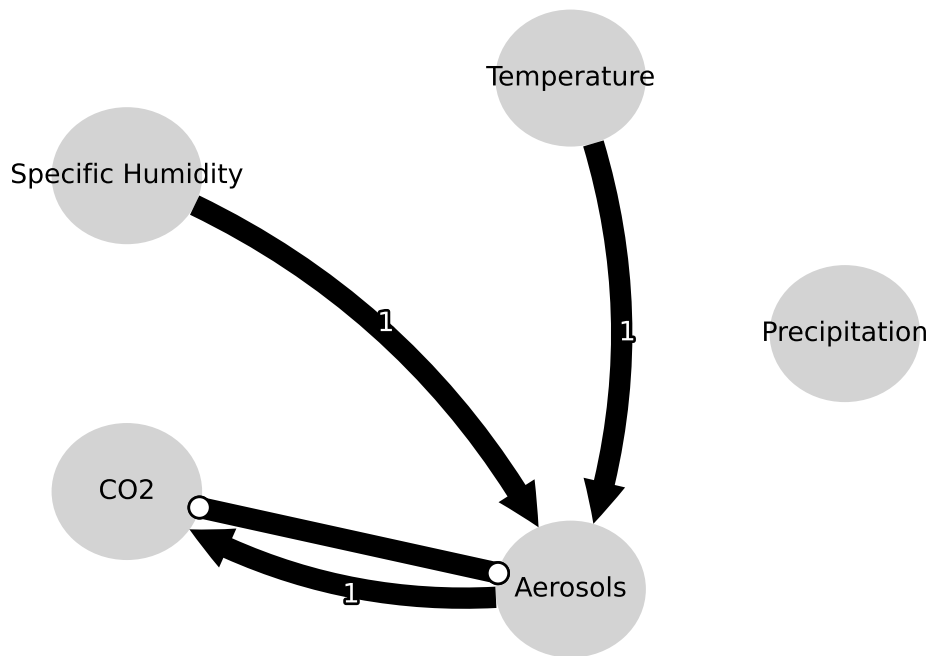 Temperature
Specific Humidity
1
1
Precipitation
CO2
Aerosols
1